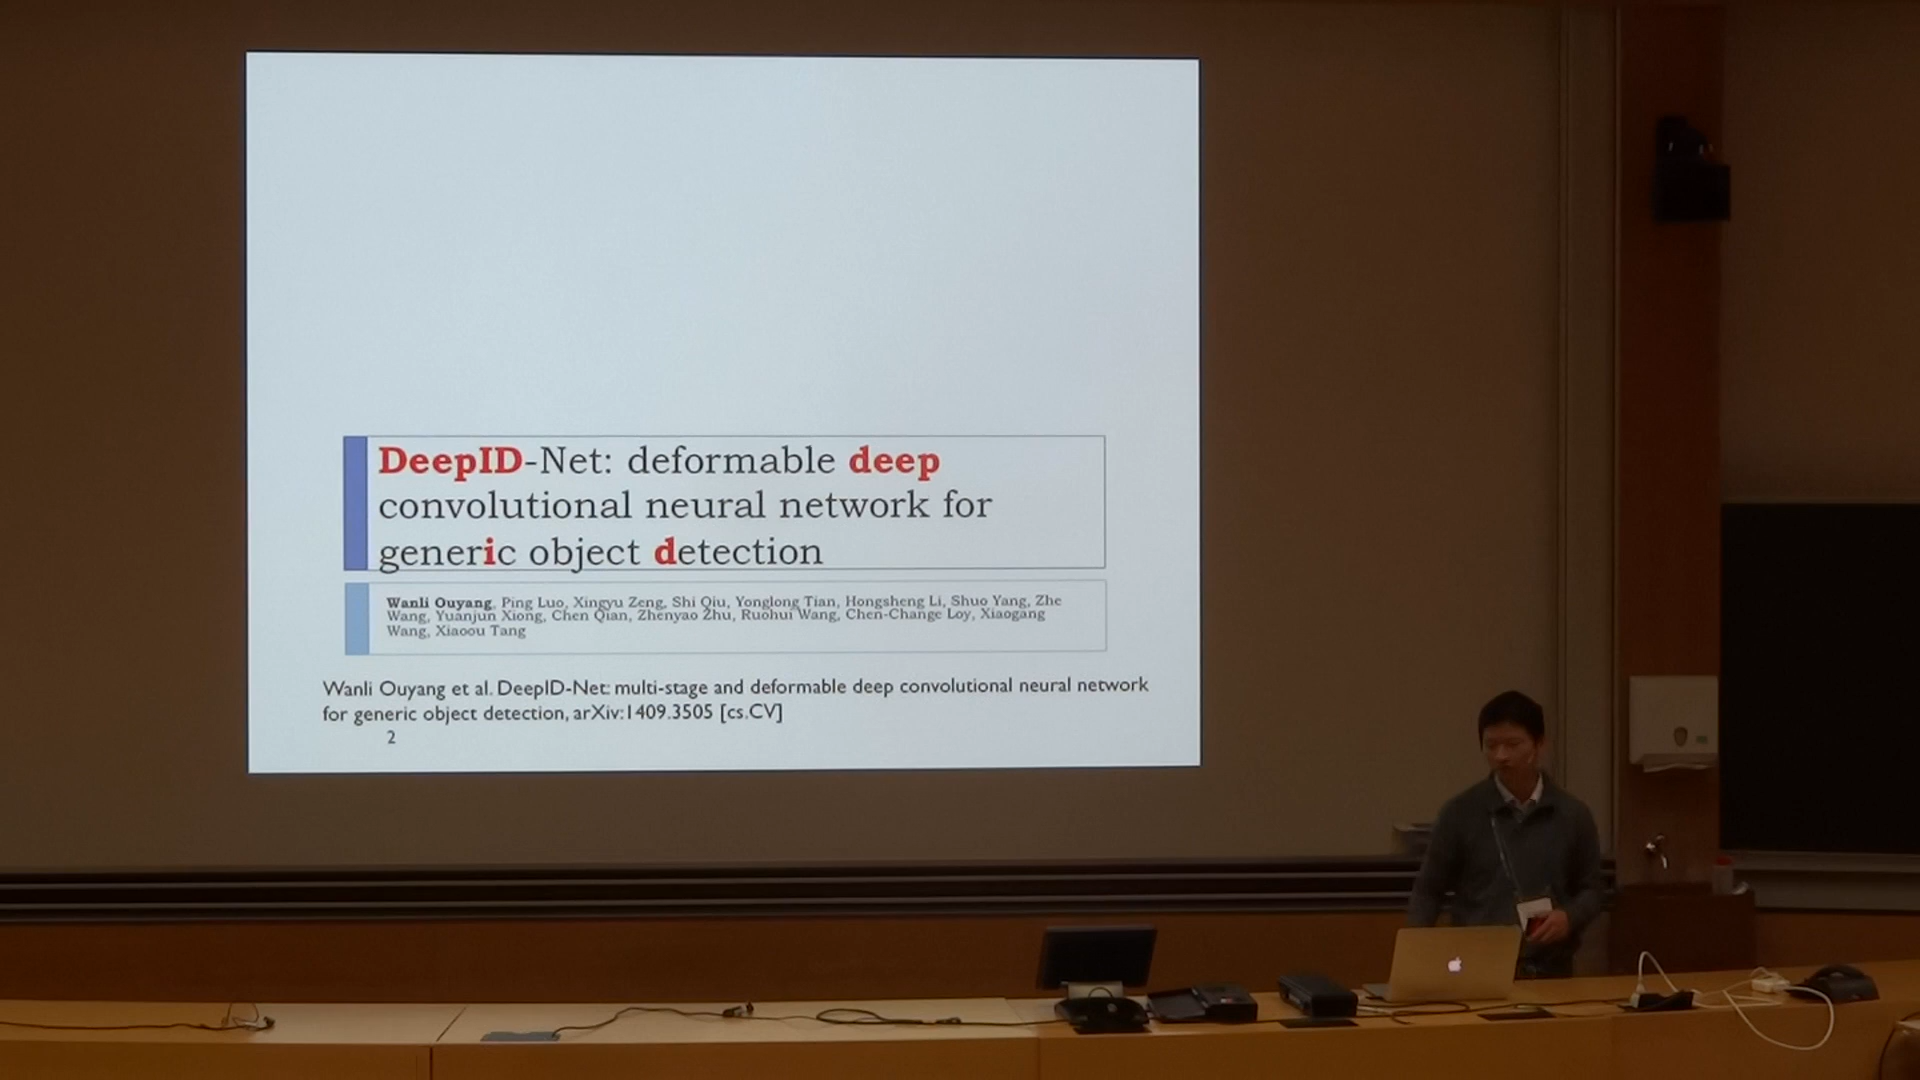 DeepID-Net: deformable deep
convolutional neural network for
generic object detection
Wanli Ouyang, Ping Luo, Xingyu Zeng, Shi Qiu, Yonglong Tian, Hongsheng Li, Shuo Yang, Zhe
Wang, Yuanjun Xiong, Chen Qian, Zhenyao Zhu, Ruohui Wang, Chen-Change Loy, Xiaogang
Wang, Xiaoou Tang
Wanli Ouyang et al. DeepID-Net: multi-stage and deformable deep convolutional neural network
for generic object detection, arXiv:1409.3505 [cs.CV]
2